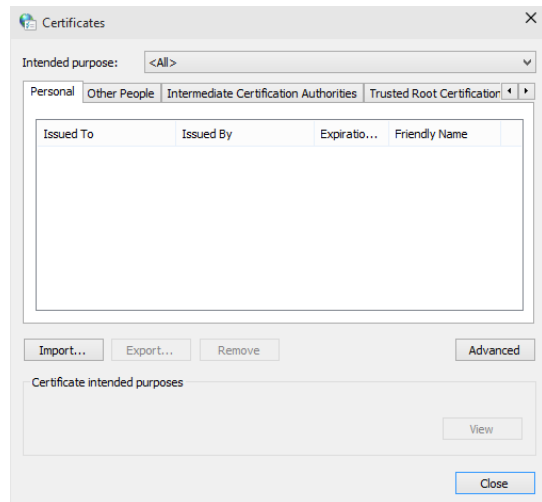 Certificates
Intended purpose: <All>
Personal Other People Intermediate Certification Authorities Trusted Root Certification
Issued To Issued By Expiratio... Friendly Name
Import... Export... Remove Advanced
Certificate intended purposes
View
Close